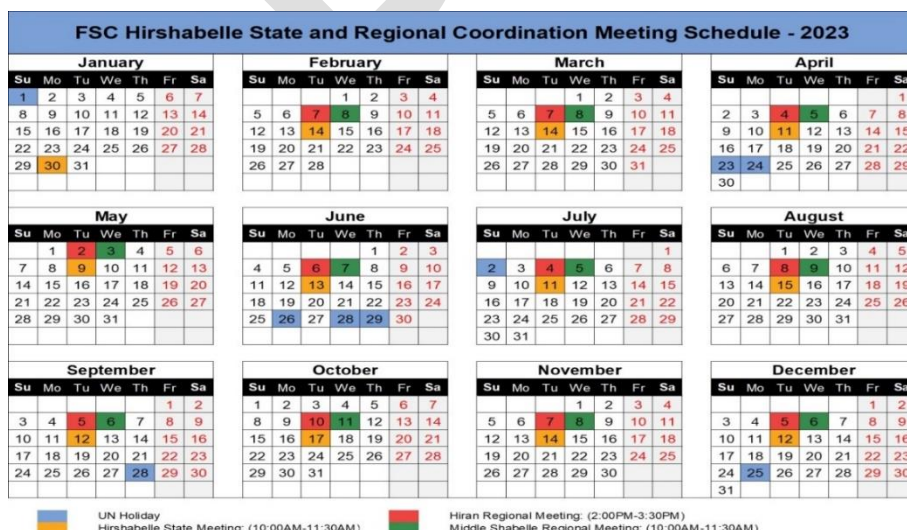 FSC Hirshabelle State and Regional Coordination Meeting Schedule - 2023
January February March April
Su Mo Tu We Th Fr Sa Su Mo Tu We Th Fr Sa Su Mo Tu We Th Fr Sa Su Mo Tu We Th Fr Sa
1 2 3 4 5 6 7 1 2 3 4 1 2 3 4 1
8 9 10 11 12 13 14 5 6 7 8 9 10 11 5 6 7 8 9 10 11 2 3 4 5 6 7 8
15 16 17 18 19 20 21 12 13 14 15 16 17 18 12 13 14 15 16 17 18 9 10 11 12 13 14 15
22 23 24 25 26 27 28 19 20 21 22 23 24 25 19 20 21 22 23 24 25 16 17 18 19 20 21 22
29 30 31 26 27 28 26 27 28 29 30 31 23 24 25 26 27 28 29
30
May June July August
Su Mo Tu We Th Fr Sa Su Mo Tu We Th Fr Sa Su Mo Tu We Th Fr Sa Su Mo Tu We Th Fr Sa
1 2 3 4 5 6 1 2 3 1 1 2 3 4 5
7 8 9 10 11 12 13 4 5 6 7 8 9 10 2 3 4 5 6 7 8 6 7 8 9 10 11 12
14 15 16 17 18 19 20 11 12 13 14 15 16 17 9 10 11 12 13 14 15 13 14 15 16 17 18 19
21 22 23 24 25 26 27 18 19 20 21 22 23 24 16 17 18 19 20 21 22 20 21 22 23 24 25 26
28 29 30 31 25 26 27 28 29 30 23 24 25 26 27 28 29 27 28 29 30 31
30 31
September October November December
Su Mo Tu We Th Fr Sa Su Mo Tu We Th Fr Sa Su Mo Tu We Th Fr Sa Su Mo Tu We Th Fr Sa
1 2 1 2 3 4 5 6 7 1 2 3 4 1 2
3 4 5 6 7 8 9 8 9 10 11 12 13 14 5 6 7 8 9 10 11 3 4 5 6 7 8 9
10 11 12 13 14 15 16 15 16 17 18 19 20 21 12 13 14 15 16 17 18 10 11 12 13 14 15 16
17 18 19 20 21 22 23 22 23 24 25 26 27 28 19 20 21 22 23 24 25 17 18 19 20 21 22 23
24 25 26 27 28 29 30 29 30 31 26 27 28 29 30 24 25 26 27 28 29 30
31
UN Holiday Hiran Regional Meeting: (2:00PM-3:30PM)
Hirshabelle State Meeting: (10:00AM-11:30AM) Middle Shabelle Regional Meeting: (10:00AM-11:30AM)